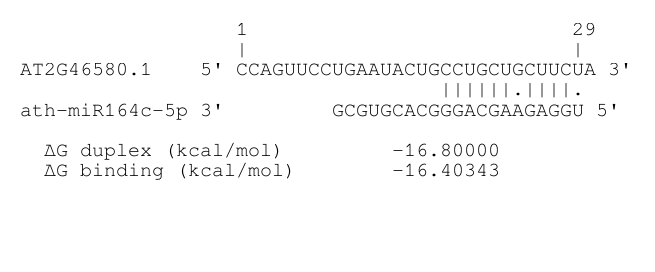 1 29
| |
AT2G46580.1 5' CCAGUUCCUGAAUACUGCCUGCUGCUUCUA 3'
||||||.||||.
ath-miR164c-5p 3' GCGUGCACGGGACGAAGAGGU 5'
ΔG duplex (kcal/mol) -16.80000
ΔG binding (kcal/mol) -16.40343